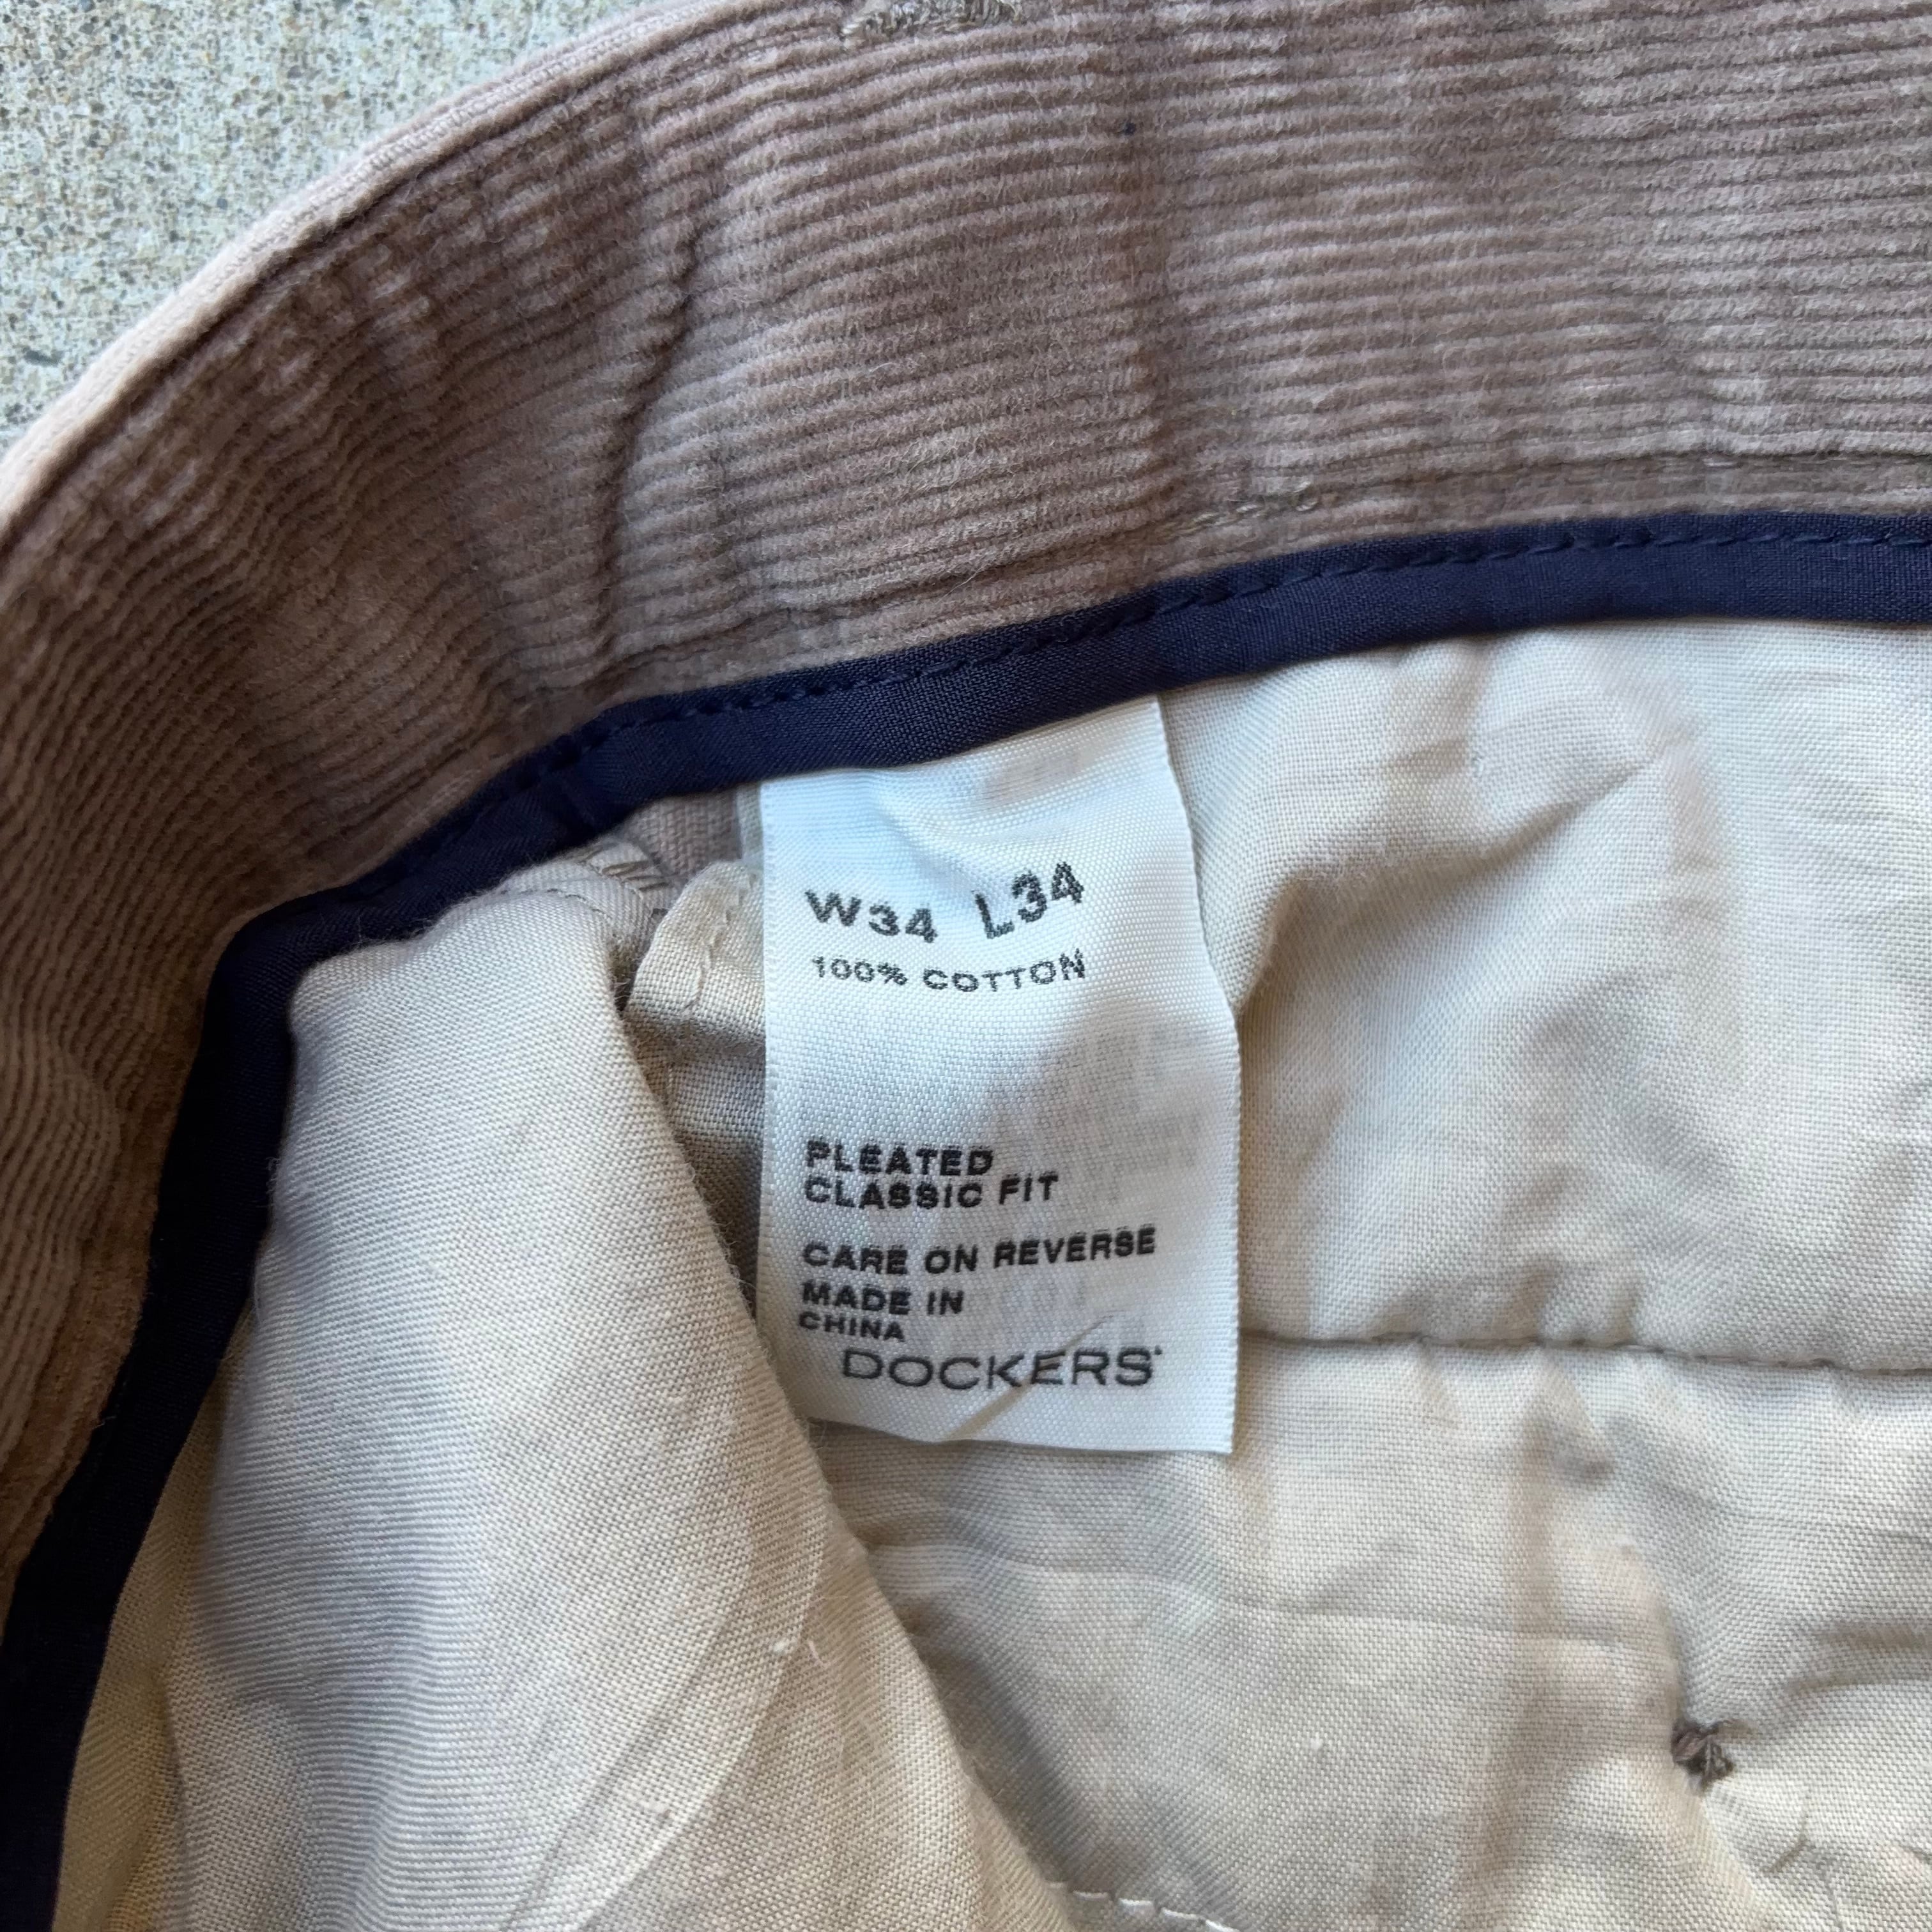 W34 L34
100% COTTON
PLEATED
CLASSIC FIT
CARE ON REVERSE
MADE IN
CHINA
DOCKERS®